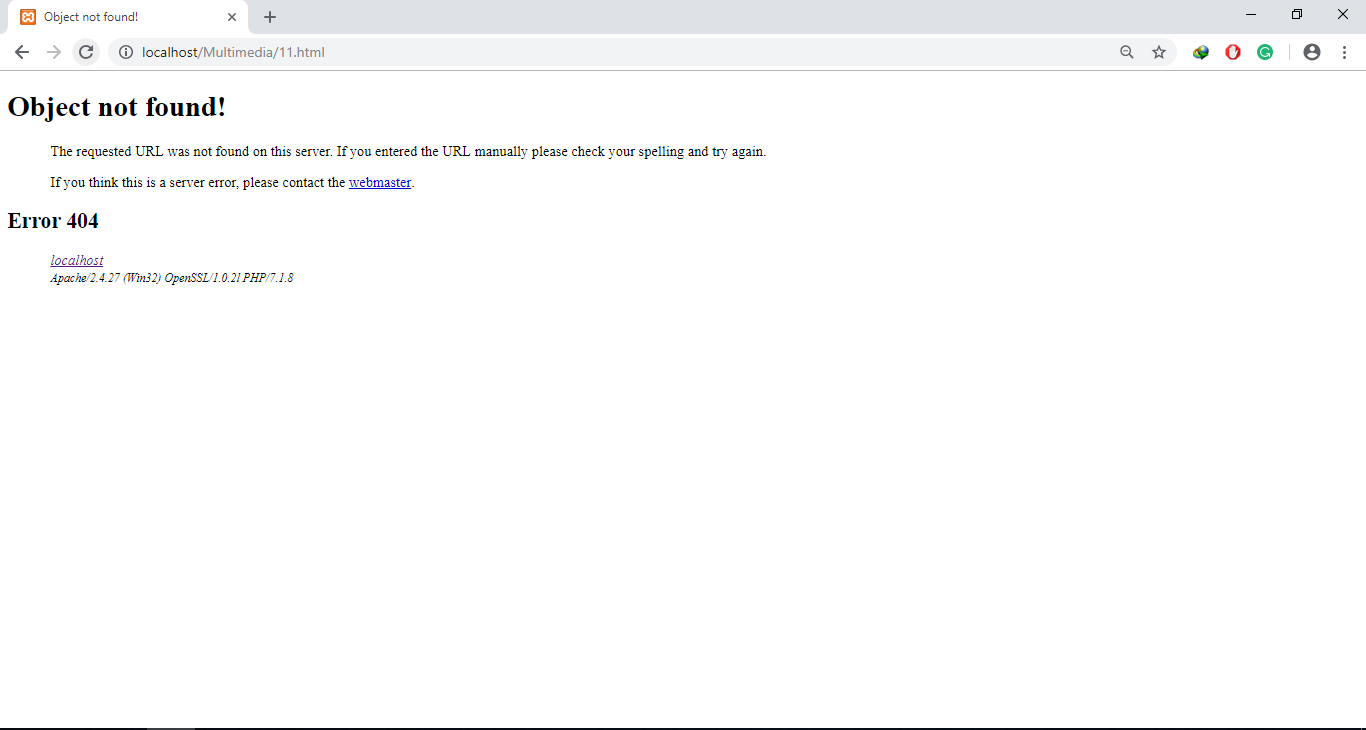 Object not found!
localhost/Multimedia/11.html
Object not found!
The requested URL was not found on this server. If you entered the URL manually please check your spelling and try again.
If you think this is a server error, please contact the webmaster.
Error 404
localhost
Apache/2.4.27 (Win32) OpenSSL/1.0.2l PHP/7.1.8